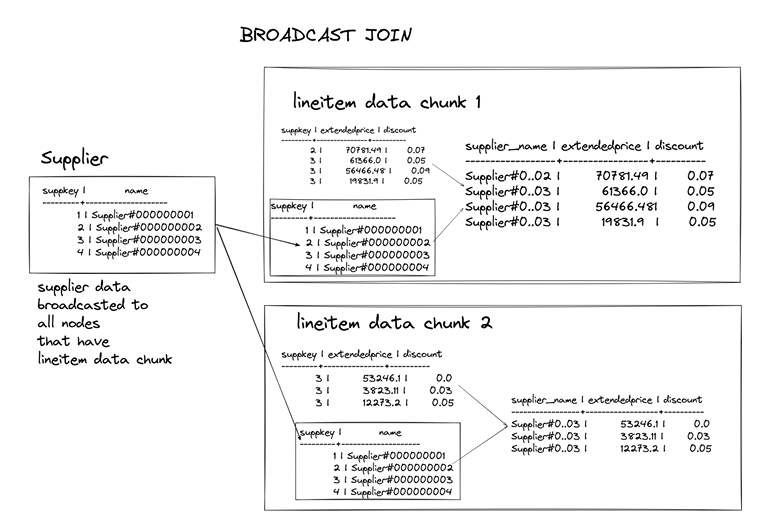 BROADCAST JOIN
Supplier
suppkey | name
---------+--------------------
1 | Supplier#000000001
2 | Supplier#000000002
3 | Supplier#000000003
4 | Supplier#000000004
supplier data
broadcasted to
all nodes
that have
lineitem data chunk
lineitem data chunk 1
suppkey | extendedprice | discount
---------+---------------+----------
2 | 70781.49 | 0.07
3 | 61366.0 | 0.05
3 | 56466.48 | 0.09
3 | 19831.9 | 0.05
suppkey | name
---------+--------------------
1 | Supplier#000000001
2 | Supplier#000000002
3 | Supplier#000000003
4 | Supplier#000000004
supplier_name | extendedprice | discount
---------------+---------------+----------
Supplier#0..02 | 70781.49 | 0.07
Supplier#0..03 | 61366.0 | 0.05
Supplier#0..03 | 56466.48| 0.09
Supplier#0..03 | 19831.9 | 0.05
lineitem data chunk 2
suppkey | extendedprice | discount
---------+---------------+----------
3 | 53246.1 | 0.0
3 | 3823.11 | 0.03
3 | 12273.2 | 0.05
suppkey | name
---------+--------------------
1 | Supplier#000000001
2 | Supplier#000000002
3 | Supplier#000000003
4 | Supplier#000000004
supplier_name | extendedprice | discount
---------------+---------------+----------
Supplier#0..03 | 53246.1 | 0.0
Supplier#0..03 | 3823.11 | 0.03
Supplier#0..03 | 12273.2 | 0.05